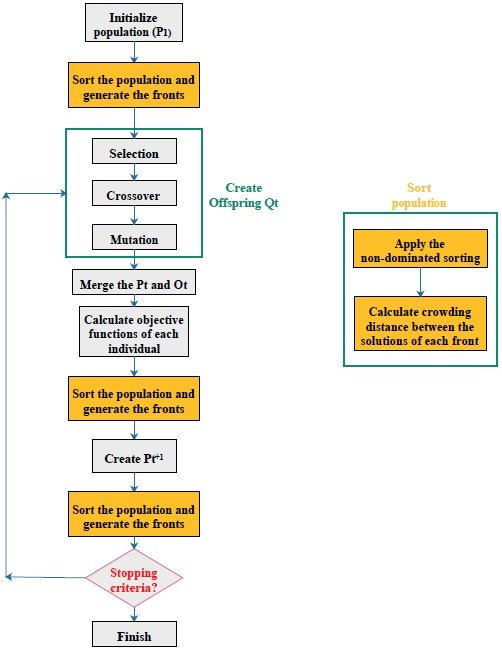 Initialize
population (P1)
Sort the population and
generate the fronts
Selection
Crossover
Mutation
Create
Offspring Qt
Merge the Pt and Ot
Calculate objective
functions of each
individual
Sort the population and
generate the fronts
Create Pt+1
Sort the population and
generate the fronts
Stopping
criteria?
Finish
Sort
population
Apply the
non-dominated sorting
Calculate crowding
distance between the
solutions of each front